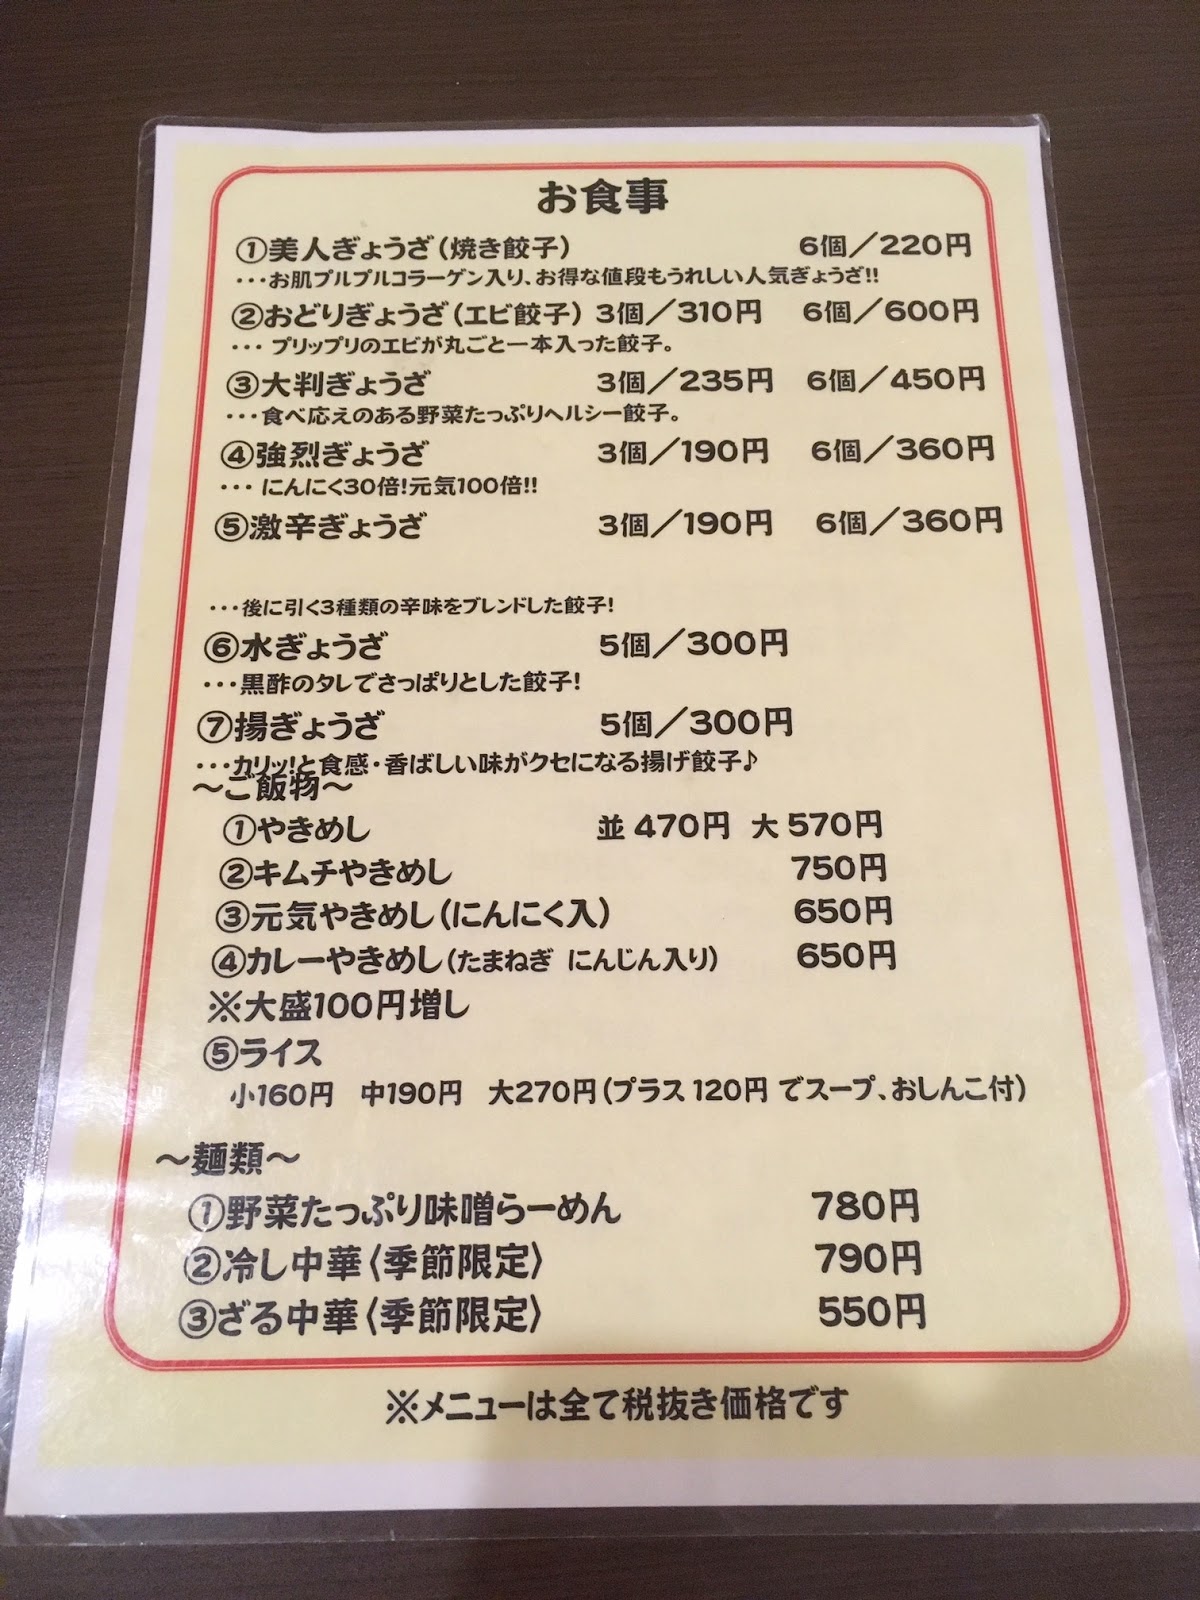 お食事
①美人ぎょうざ(焼き餃子) 6個／220円
・・・お肌プルプルコラーゲン入り、お得な値段もうれしい人気ぎょうざ!!
②おどりぎょうざ(エビ餃子) 3個／310円 6個／600円
・・・ プリップリのエビが丸ごと一本入った餃子。
③大判ぎょうざ 3個／235円 6個／450円
・・・食べ応えのある野菜たっぷりヘルシー餃子。
④強烈ぎょうざ 3個／190円 6個／360円
・・・ にんにく30倍!元気100倍!!
⑤激辛ぎょうざ 3個／190円 6個／360円
・・・後に引く3種類の辛味をブレンドした餃子!
⑥水ぎょうざ 5個／300円
・・・黒酢のタレでさっぱりとした餃子!
⑦揚ぎょうざ 5個／300円
・・・カリッ!と食感・香ばしい味がクセになる揚げ餃子♪
～ご飯物～
①やきめし 並 470円 大 570円
②キムチやきめし 750円
③元気やきめし(にんにく入) 650円
④カレーやきめし(たまねぎ にんじん入り) 650円
※大盛100円増し
⑤ライス
小160円 中190円 大270円(プラス 120円 でスープ、おしんこ付)
～麺類～
①野菜たっぷり味噌らーめん 780円
②冷し中華〈季節限定〉 790円
③ざる中華〈季節限定〉 550円
※メニューは全て税抜き価格です